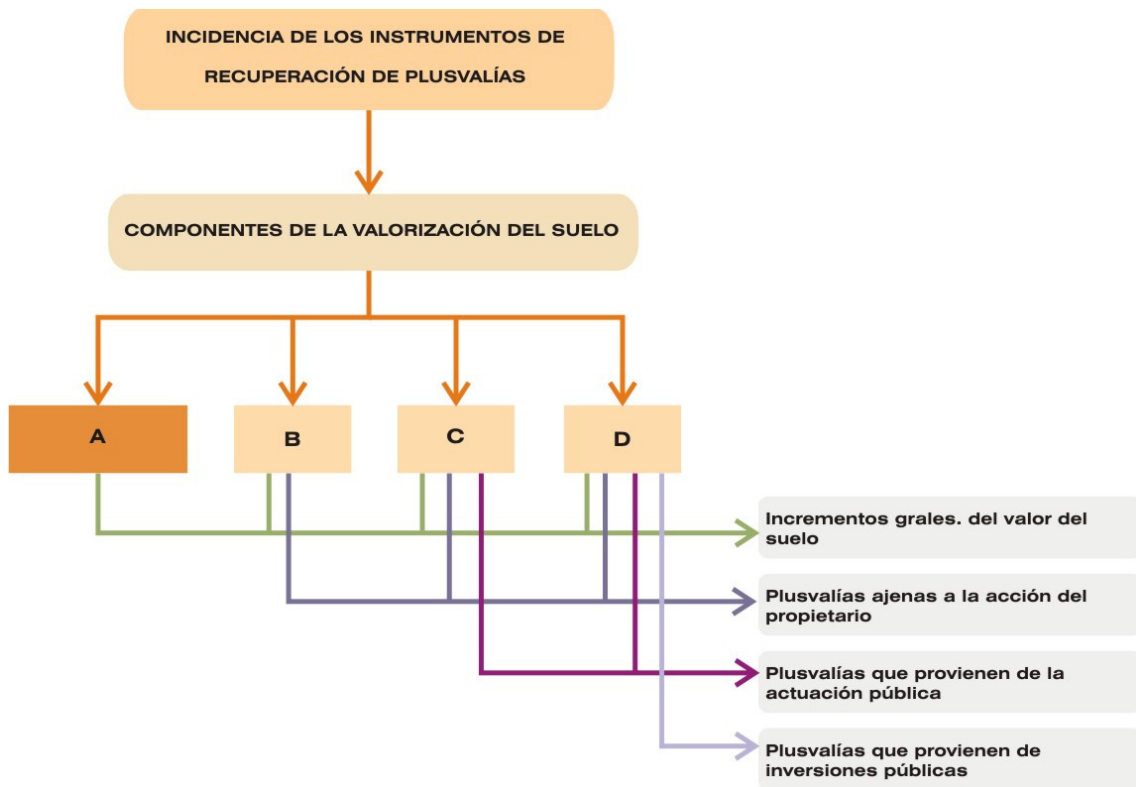 INCIDENCIA DE LOS INSTRUMENTOS DE
RECUPERACIÓN DE PLUSVALÍAS
COMPONENTES DE LA VALORIZACIÓN DEL SUELO
A
B
C
D
Incrementos grales. del valor del
suelo
Plusvalías ajenas a la acción del
propietario
Plusvalías que provienen de la
actuación pública
Plusvalías que provienen de
inversiones públicas